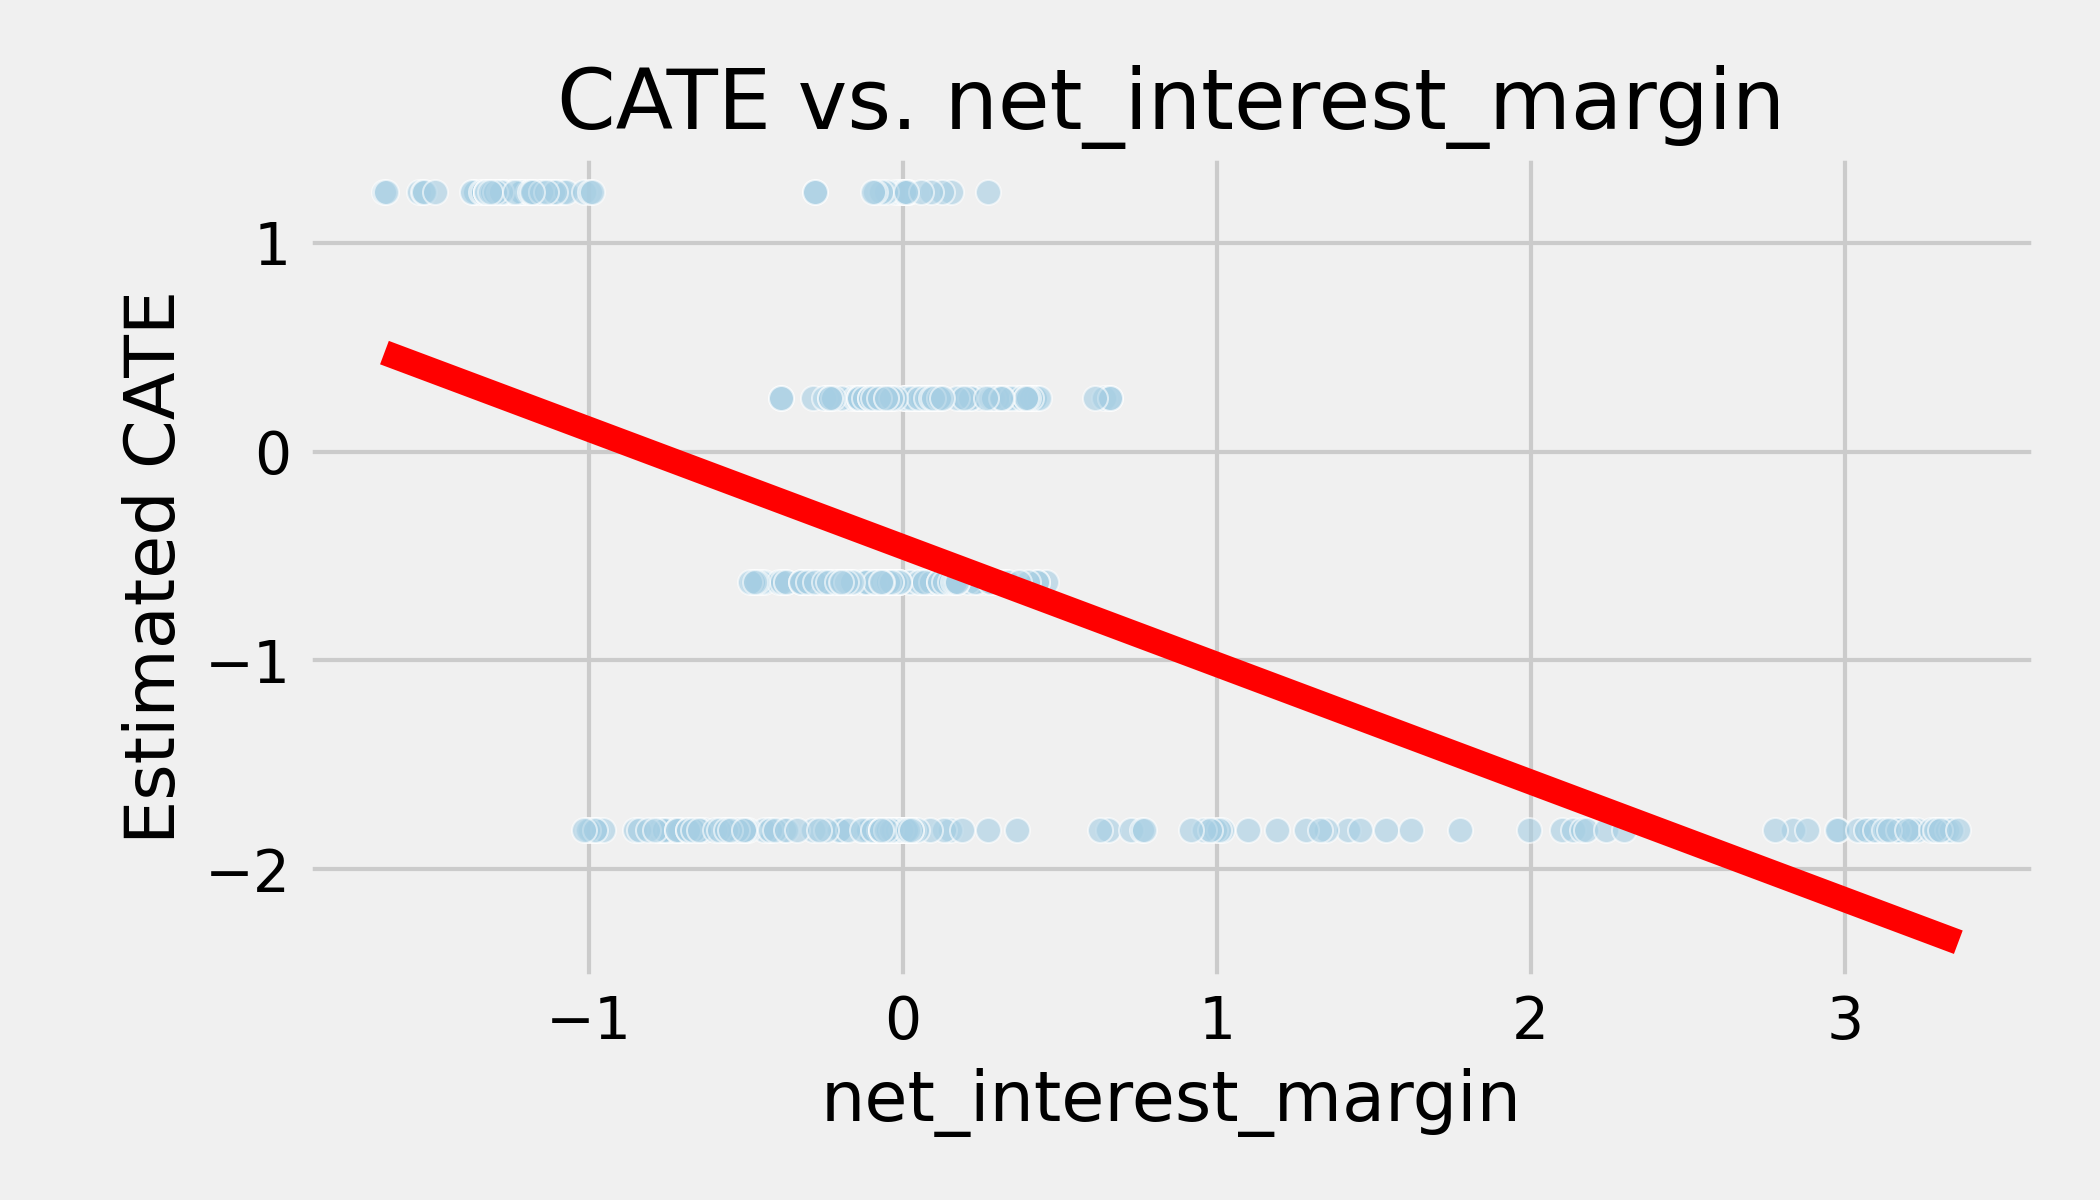 CATE vs. net_interest_margin
Estimated CATE
1
0
−1
−2
−1 0 1 2 3
net_interest_margin